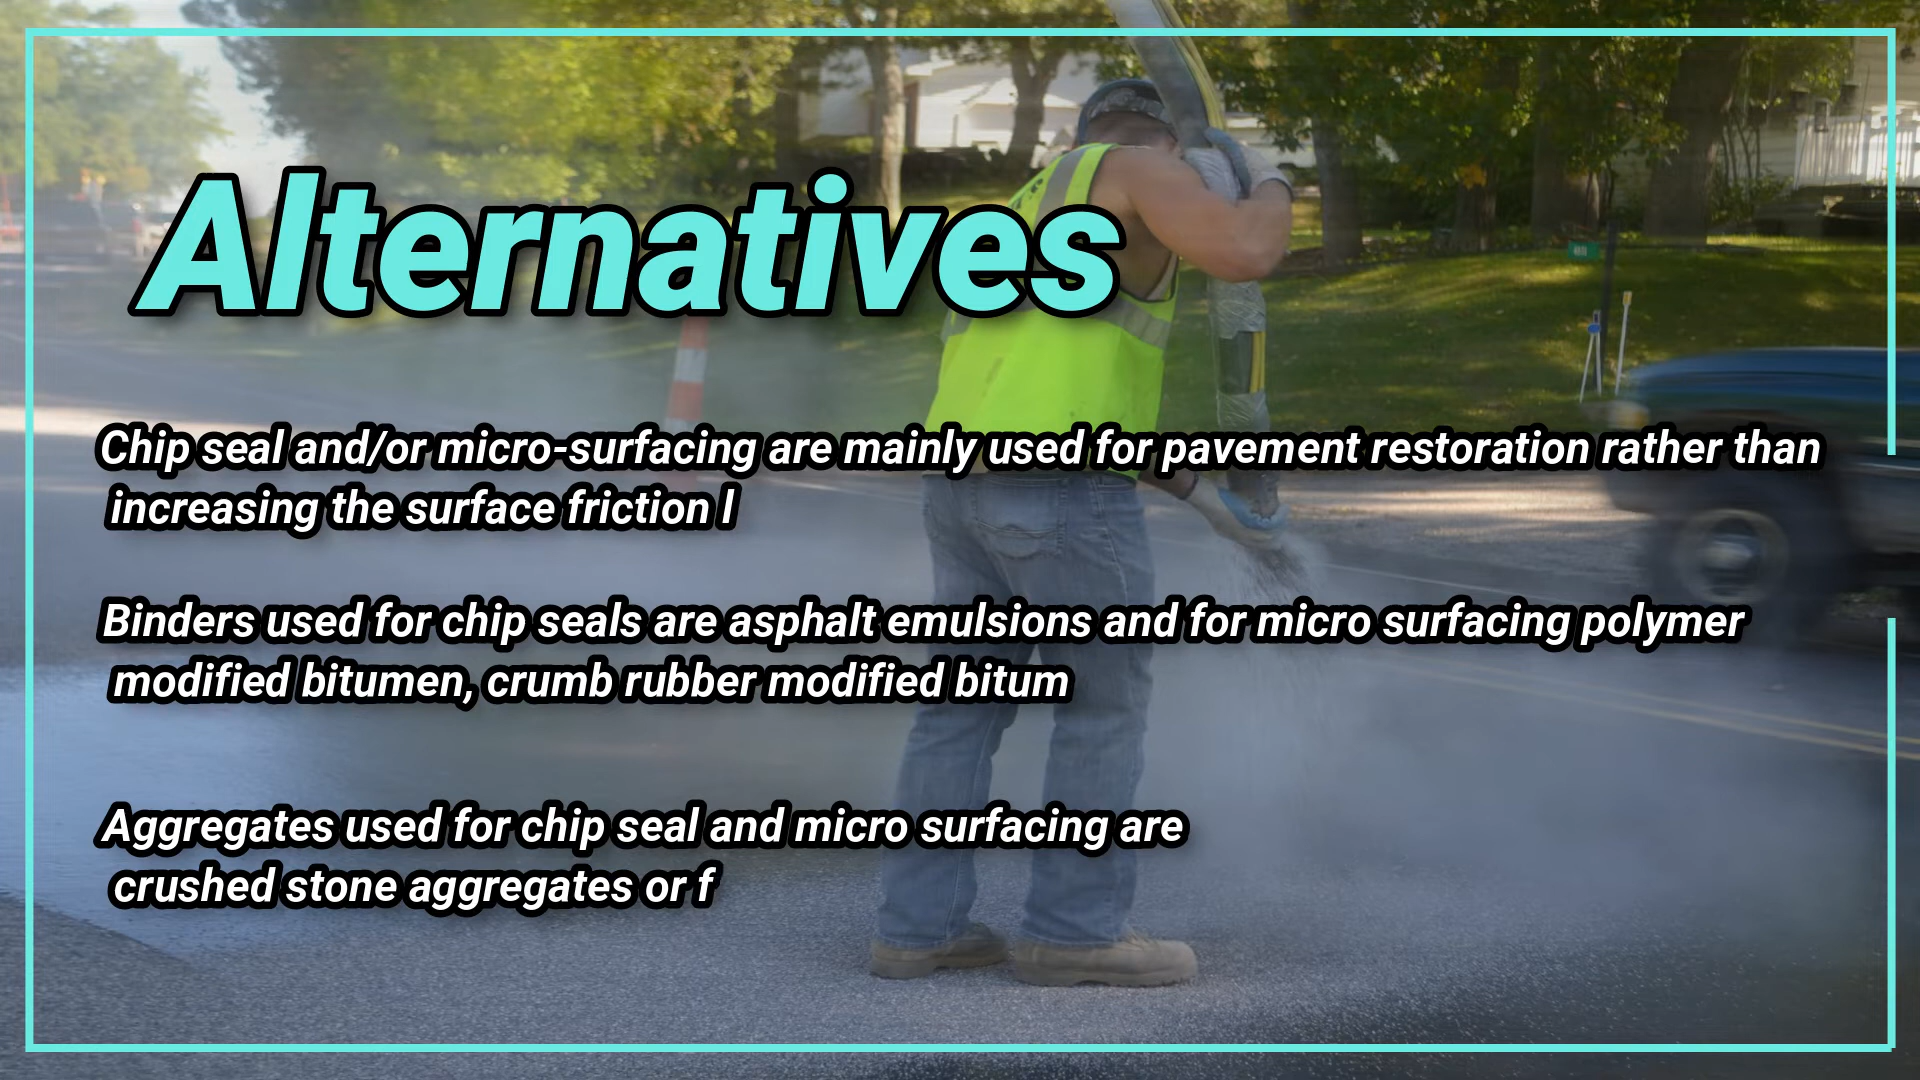 Alternatives
Chip seal and/or micro-surfacing are mainly used for pavement restoration rather than
increasing the surface friction l
Binders used for chip seals are asphalt emulsions and for micro surfacing polymer
modified bitumen, crumb rubber modified bitum
Aggregates used for chip seal and micro surfacing are
crushed stone aggregates or f